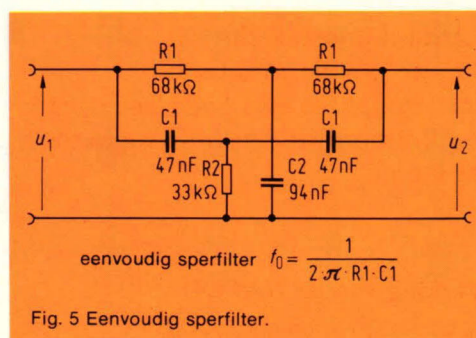 R1
R1
68kΩ
68kΩ
C1
C1
u₁
u₂
47nF
R2
C2
47nF
33kΩ
94nF
eenvoudig sperfilter f₀ = 1 / 2·π·R1·C1
Fig. 5 Eenvoudig sperfilter.